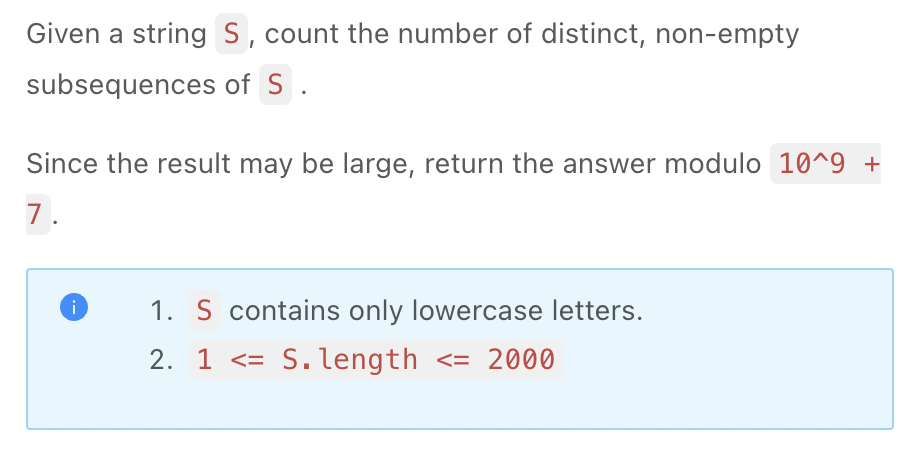 Given a string S, count the number of distinct, non-empty
subsequences of S .
Since the result may be large, return the answer modulo 10^9 +
7.
1. S contains only lowercase letters.
2. 1 <= S.length <= 2000